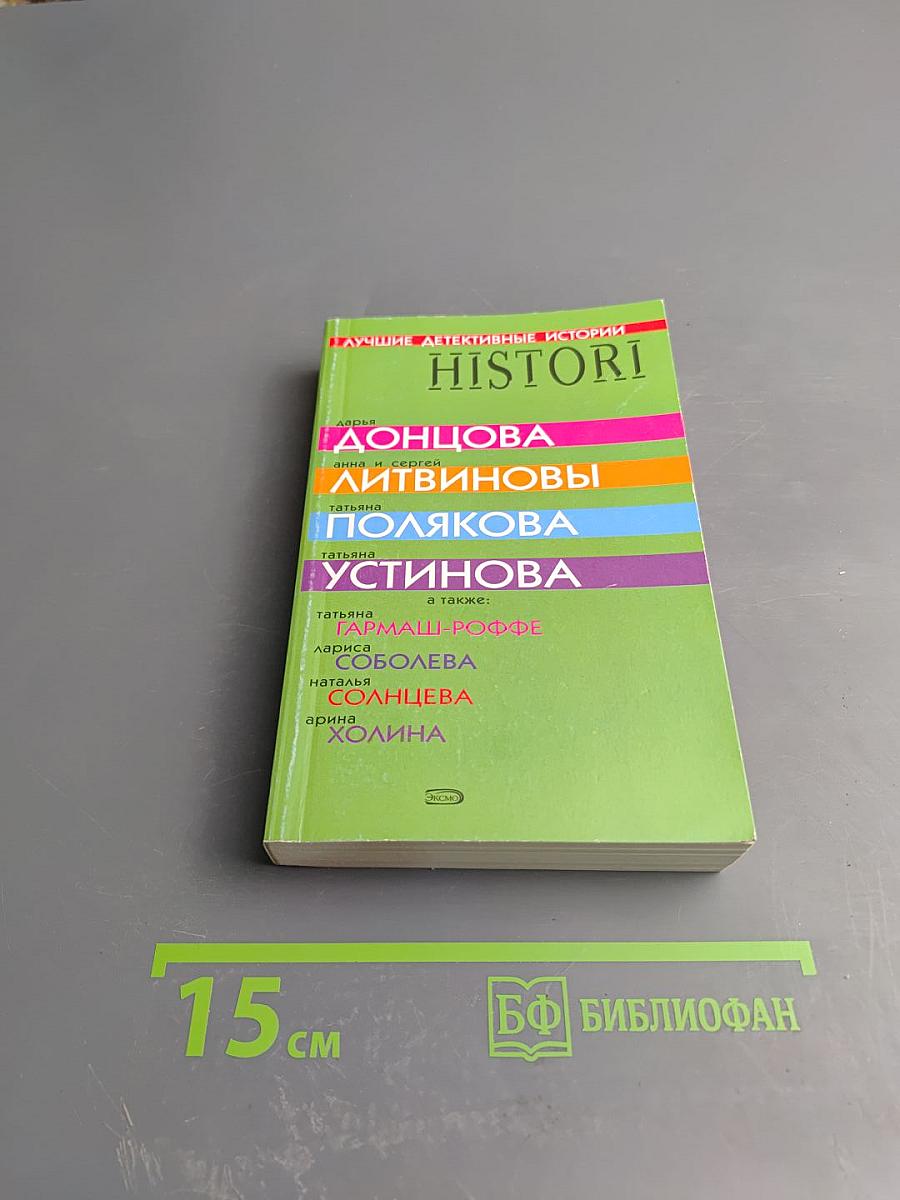 ЛУЧШИЕ ДЕТЕКТИВНЫЕ ИСТОРИИ
HISTORI
дарья
ДОНЦОВА
анна и сергей
ЛИТВИНОВЫ
татьяна
ПОЛЯКОВА
татьяна
УСТИНОВА
а также:
татьяна
ГАРМАШ-РОФФЕ
лариса
СОБОЛЕВА
наталья
СОЛНЦЕВА
арина
ХОЛИНА
ЭКСМО
15 см
БФ БИБЛИОФАН